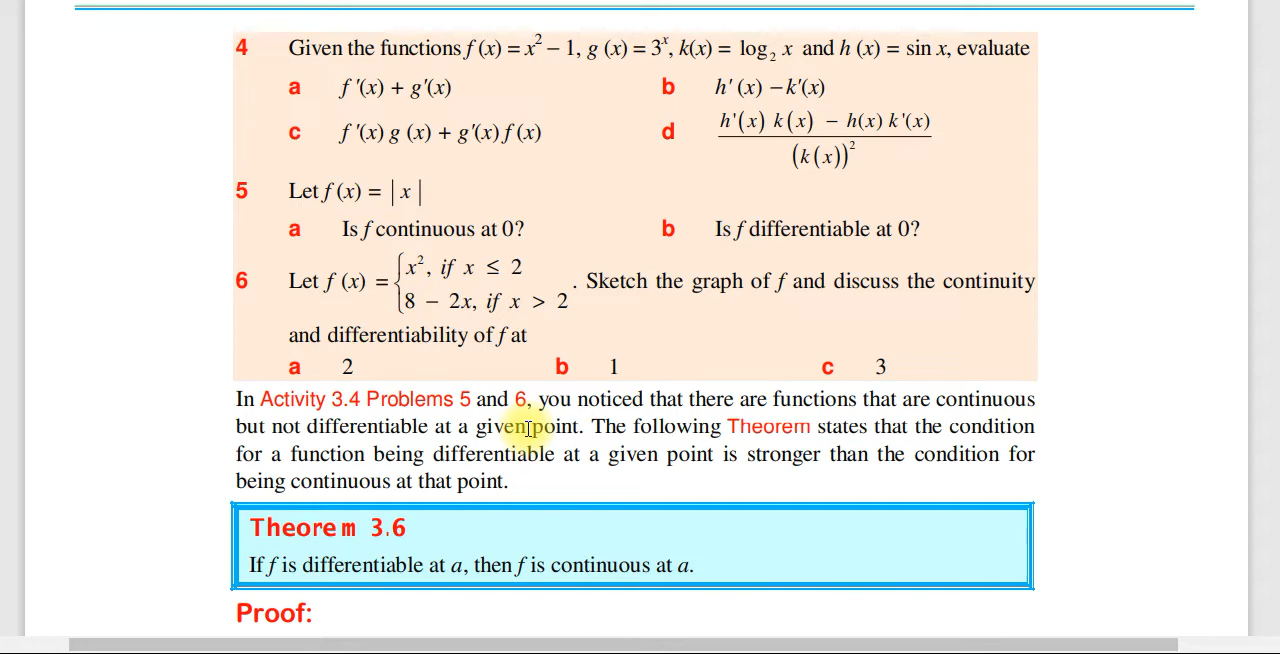 4 Given the functions f (x) = x² – 1, g (x) = 3ˣ, k(x) = log₂ x and h (x) = sin x, evaluate
a f '(x) + g'(x) b h' (x) – k'(x)
c f '(x) g (x) + g'(x) f (x) d h'(x) k(x) – h(x) k'(x)
(k(x))²
5 Let f (x) = | x |
a Is f continuous at 0? b Is f differentiable at 0?
6 Let f (x) = { x², if x ≤ 2
8 – 2x, if x > 2 . Sketch the graph of f and discuss the continuity
and differentiability of f at
a 2 b 1 c 3
In Activity 3.4 Problems 5 and 6, you noticed that there are functions that are continuous
but not differentiable at a given point. The following Theorem states that the condition
for a function being differentiable at a given point is stronger than the condition for
being continuous at that point.
Theorem 3.6
If f is differentiable at a, then f is continuous at a.
Proof: